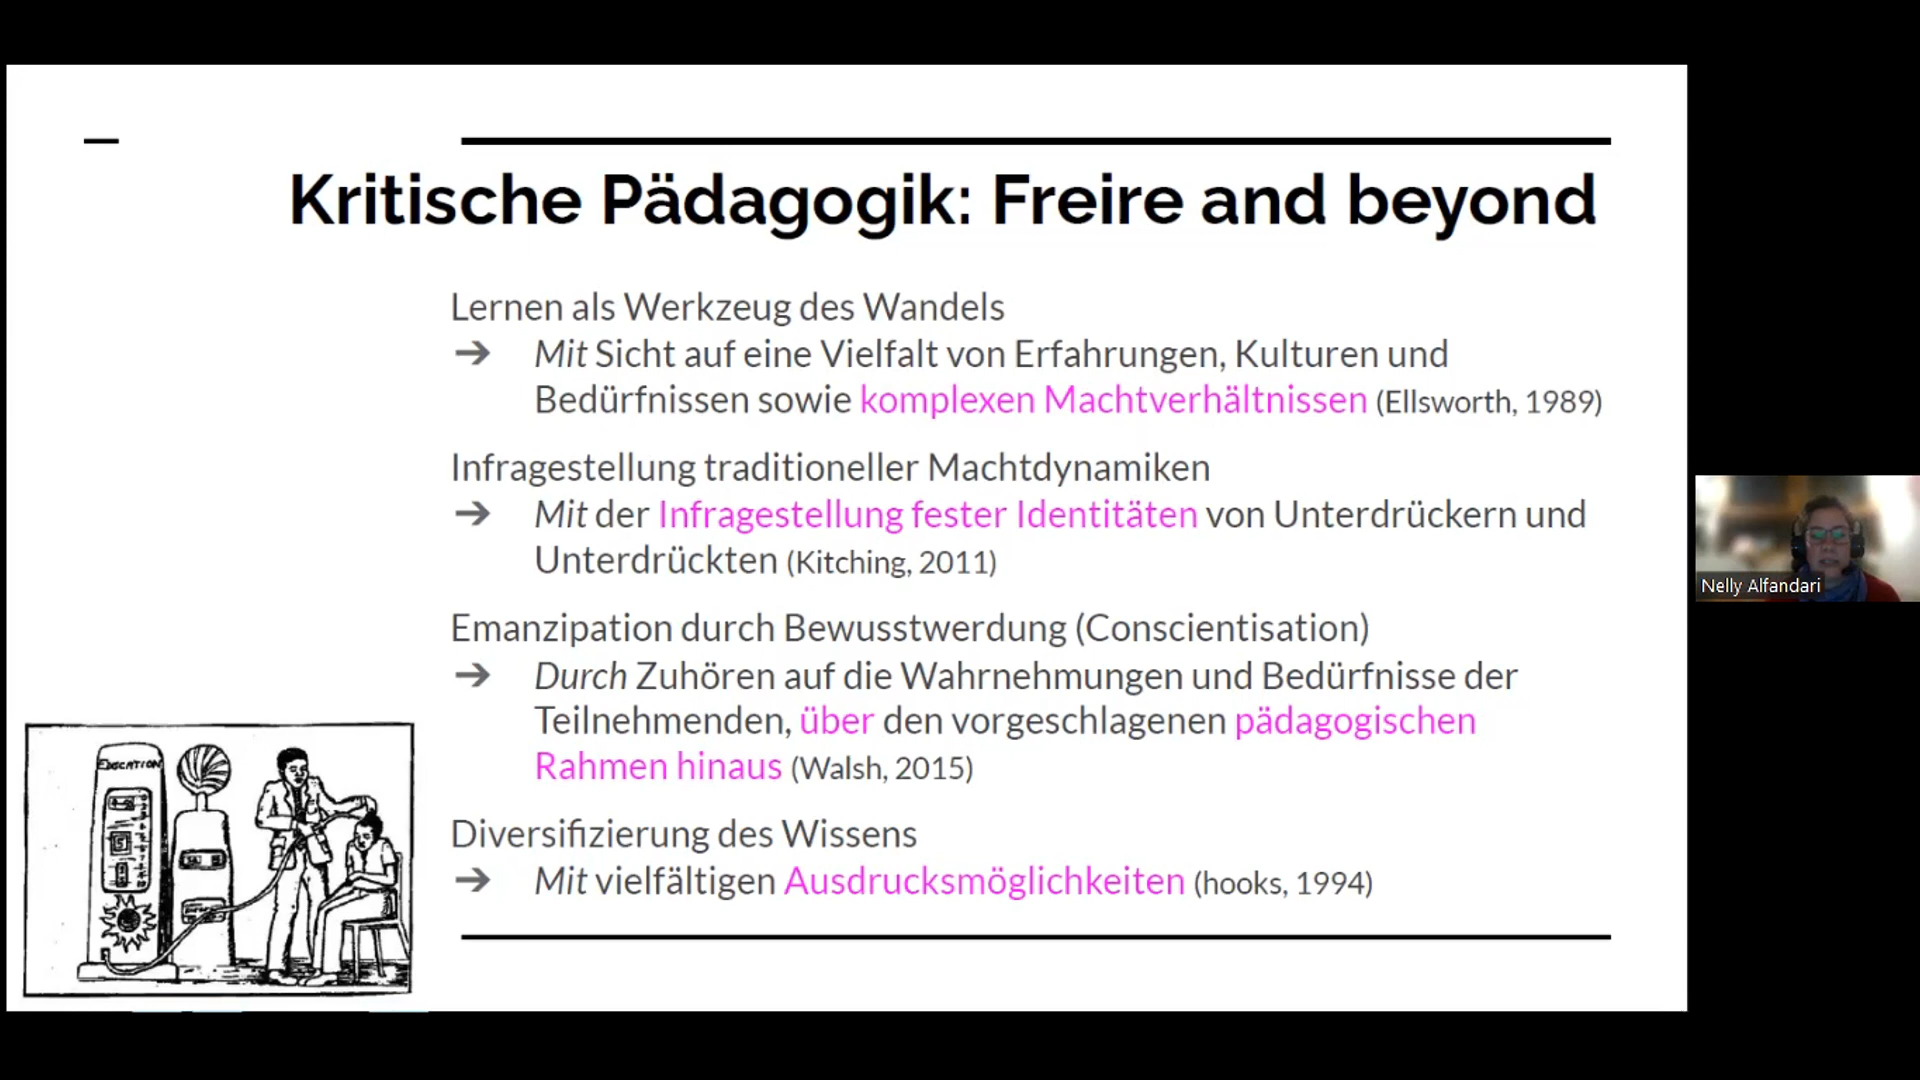 Kritische Pädagogik: Freire and beyond
Lernen als Werkzeug des Wandels
➔ Mit Sicht auf eine Vielfalt von Erfahrungen, Kulturen und
Bedürfnissen sowie komplexen Machtverhältnissen (Ellsworth, 1989)
Infragestellung traditioneller Machtdynamiken
➔ Mit der Infragestellung fester Identitäten von Unterdrückern und
Unterdrückten (Kitching, 2011)
Emanzipation durch Bewusstwerdung (Conscientisation)
➔ Durch Zuhören auf die Wahrnehmungen und Bedürfnisse der
Teilnehmenden, über den vorgeschlagenen pädagogischen
Rahmen hinaus (Walsh, 2015)
Diversifizierung des Wissens
➔ Mit vielfältigen Ausdrucksmöglichkeiten (hooks, 1994)
EDUCATION
Nelly Alfandari